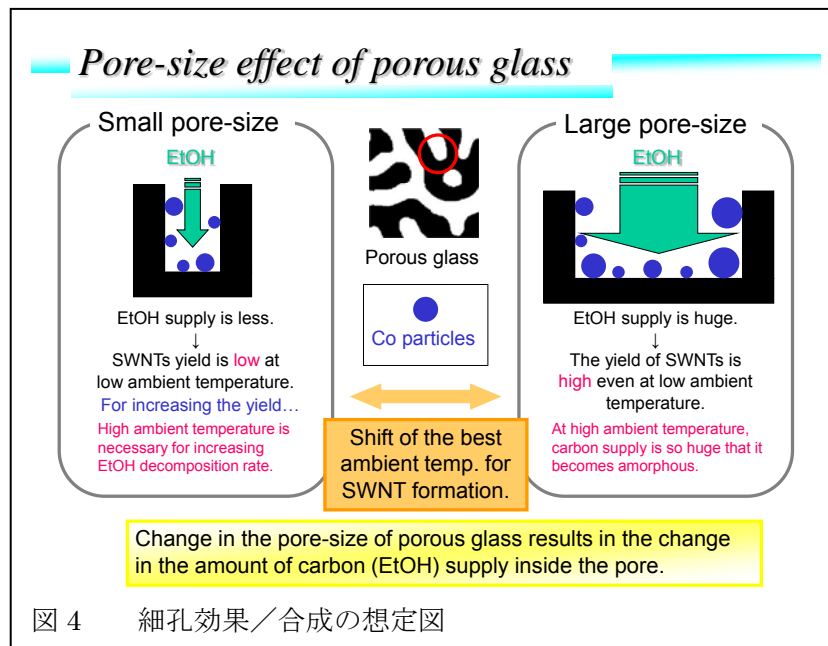 Pore-size effect of porous glass
Small pore-size
EtOH
EtOH supply is less.
↓
SWNTs yield is low at
low ambient temperature.
For increasing the yield…
High ambient temperature is
necessary for increasing
EtOH decomposition rate.
Porous glass
Co particles
Shift of the best
ambient temp. for
SWNT formation.
Large pore-size
EtOH
EtOH supply is huge.
↓
The yield of SWNTs is
high even at low ambient
temperature.
At high ambient temperature,
carbon supply is so huge that it
becomes amorphous.
Change in the pore-size of porous glass results in the change
in the amount of carbon (EtOH) supply inside the pore.
図 4 細孔効果／合成の想定図